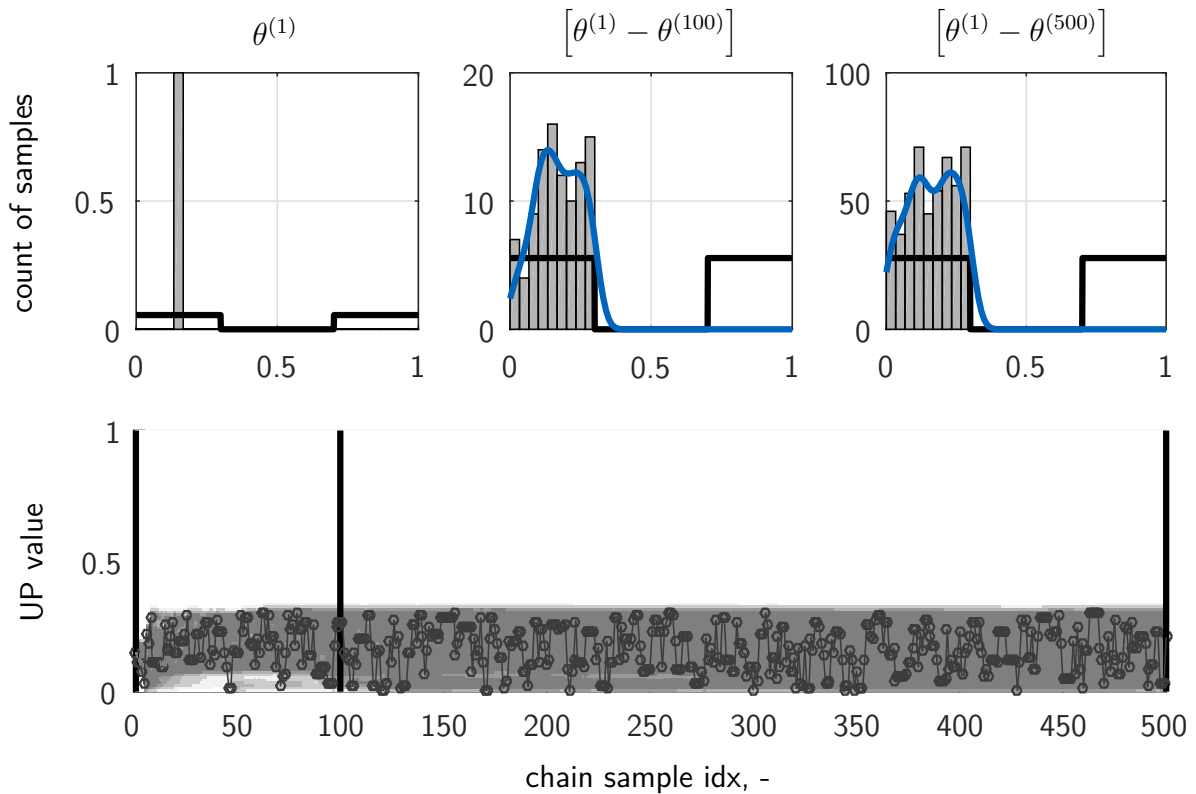 θ^(1) [θ^(1) − θ^(100)] [θ^(1) − θ^(500)]
count of samples
1 20 100
0.5 10 50
0 0 0
0 0.5 1 0 0.5 1 0 0.5 1
UP value
1
0.5
0
0 50 100 150 200 250 300 350 400 450 500
chain sample idx, -